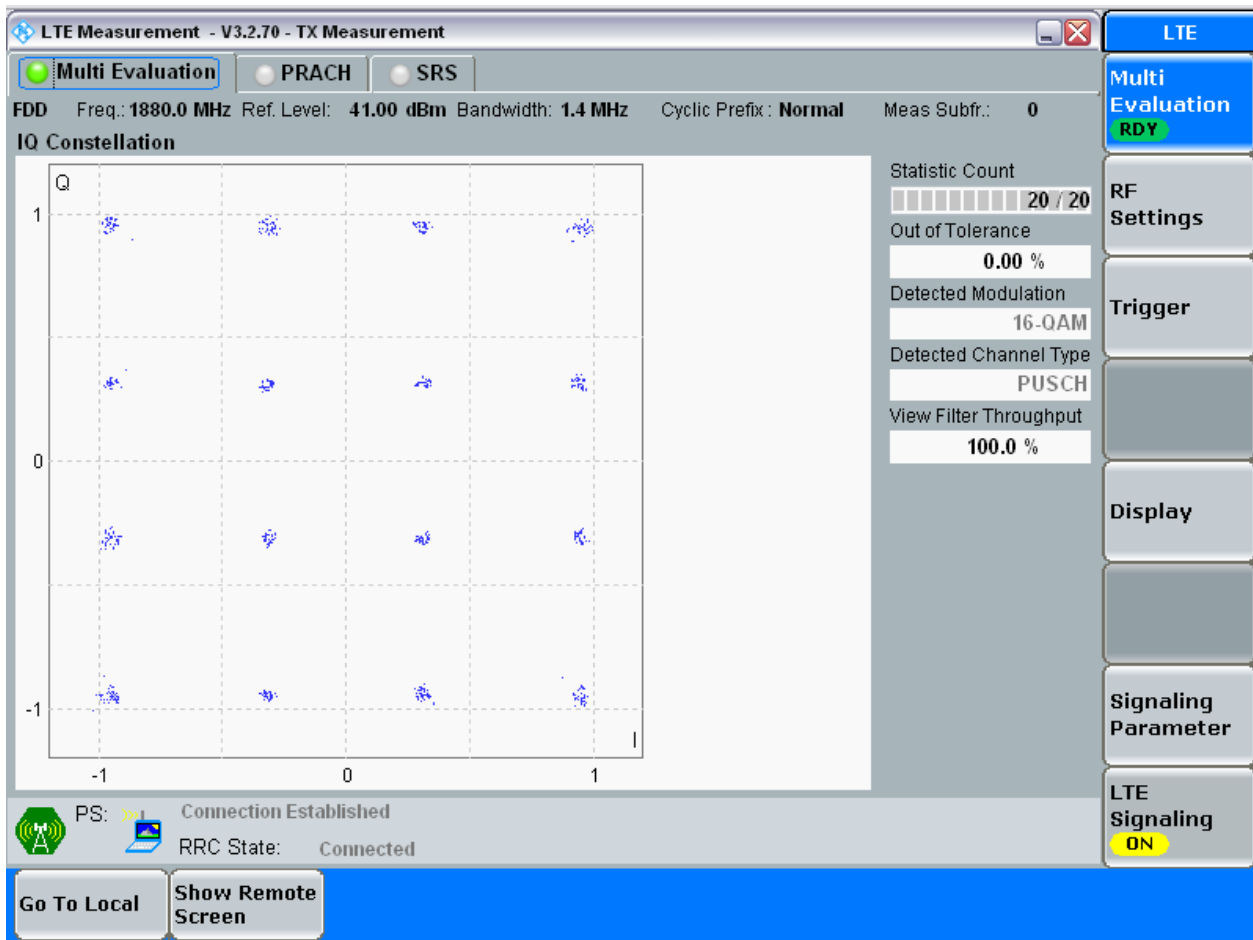 LTE Measurement - V3.2.70 - TX Measurement
LTE
Multi Evaluation PRACH SRS
Multi
Evaluation
RDY
FDD Freq.: 1880.0 MHz Ref. Level: 41.00 dBm Bandwidth: 1.4 MHz Cyclic Prefix : Normal Meas Subfr.: 0
IQ Constellation
Q
1
0
-1
I
-1 0 1
Statistic Count
20 / 20
Out of Tolerance
0.00 %
Detected Modulation
16-QAM
Detected Channel Type
PUSCH
View Filter Throughput
100.0 %
RF
Settings
Trigger
Display
Signaling
Parameter
LTE
Signaling
ON
PS: Connection Established
RRC State: Connected
Go To Local
Show Remote
Screen